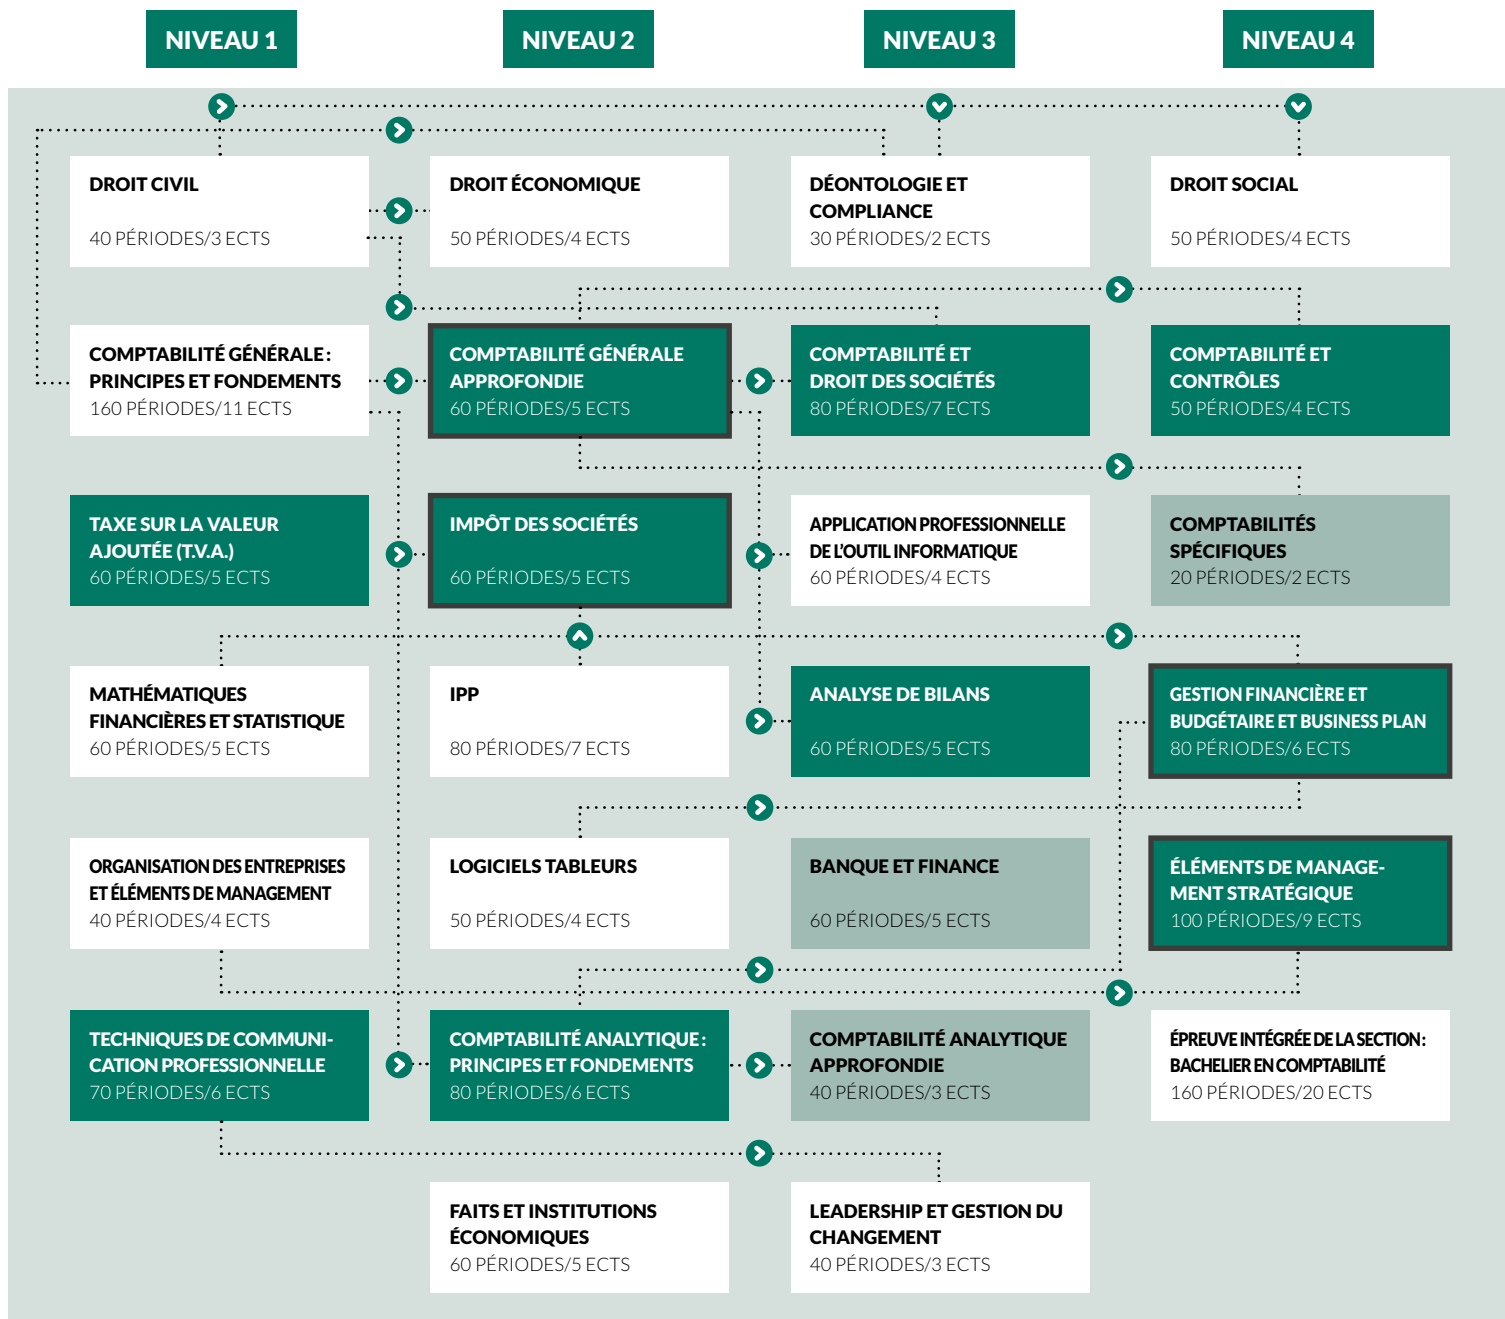 NIVEAU 1
NIVEAU 2
NIVEAU 3
NIVEAU 4
DROIT CIVIL
40 PÉRIODES/3 ECTS
DROIT ÉCONOMIQUE
50 PÉRIODES/4 ECTS
DÉONTOLOGIE ET
COMPLIANCE
30 PÉRIODES/2 ECTS
DROIT SOCIAL
50 PÉRIODES/4 ECTS
COMPTABILITÉ GÉNÉRALE :
PRINCIPES ET FONDEMENTS
160 PÉRIODES/11 ECTS
COMPTABILITÉ GÉNÉRALE
APPROFONDIE
60 PÉRIODES/5 ECTS
COMPTABILITÉ ET
DROIT DES SOCIÉTÉS
80 PÉRIODES/7 ECTS
COMPTABILITÉ ET
CONTRÔLES
50 PÉRIODES/4 ECTS
TAXE SUR LA VALEUR
AJOUTÉE (T.V.A.)
60 PÉRIODES/5 ECTS
IMPÔT DES SOCIÉTÉS
60 PÉRIODES/5 ECTS
APPLICATION PROFESSIONNELLE
DE L'OUTIL INFORMATIQUE
60 PÉRIODES/4 ECTS
COMPTABILITÉS
SPÉCIFIQUES
20 PÉRIODES/2 ECTS
MATHÉMATIQUES
FINANCIÈRES ET STATISTIQUE
60 PÉRIODES/5 ECTS
IPP
80 PÉRIODES/7 ECTS
ANALYSE DE BILANS
60 PÉRIODES/5 ECTS
GESTION FINANCIÈRE ET
BUDGÉTAIRE ET BUSINESS PLAN
80 PÉRIODES/6 ECTS
ORGANISATION DES ENTREPRISES
ET ÉLÉMENTS DE MANAGEMENT
40 PÉRIODES/4 ECTS
LOGICIELS TABLEURS
50 PÉRIODES/4 ECTS
BANQUE ET FINANCE
60 PÉRIODES/5 ECTS
ÉLÉMENTS DE MANAGE-
MENT STRATÉGIQUE
100 PÉRIODES/9 ECTS
TECHNIQUES DE COMMUNI-
CATION PROFESSIONNELLE
70 PÉRIODES/6 ECTS
COMPTABILITÉ ANALYTIQUE :
PRINCIPES ET FONDEMENTS
80 PÉRIODES/6 ECTS
COMPTABILITÉ ANALYTIQUE
APPROFONDIE
40 PÉRIODES/3 ECTS
ÉPREUVE INTÉGRÉE DE LA SECTION :
BACHELIER EN COMPTABILITÉ
160 PÉRIODES/20 ECTS
FAITS ET INSTITUTIONS
ÉCONOMIQUES
60 PÉRIODES/5 ECTS
LEADERSHIP ET GESTION DU
CHANGEMENT
40 PÉRIODES/3 ECTS